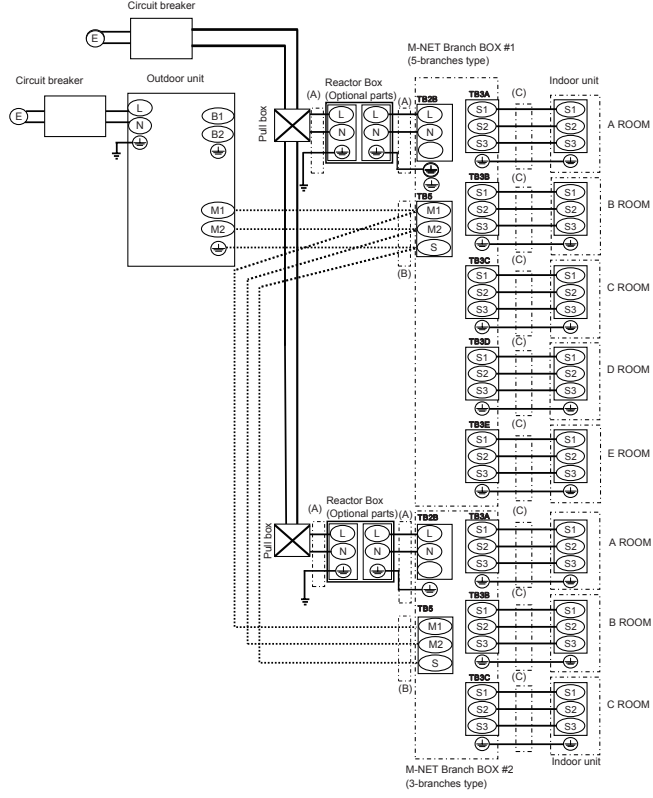 Circuit breaker
E
M-NET Branch BOX #1
(5-branches type)
Circuit breaker
Outdoor unit
Reactor Box
(Optional parts)
Indoor unit
E
L
N
B1
B2
M1
M2
Pull box
(A)
L
N
L
N
(A)
TB2B
L
N
TB5
M1
M2
S
(B)
TB3A
S1
S2
S3
(C)
S1
S2
S3
A ROOM
TB3B
S1
S2
S3
(C)
S1
S2
S3
B ROOM
TB3C
S1
S2
S3
(C)
S1
S2
S3
C ROOM
TB3D
S1
S2
S3
(C)
S1
S2
S3
D ROOM
TB3E
S1
S2
S3
(C)
S1
S2
S3
E ROOM
Reactor Box
(Optional parts)
Pull box
(A)
L
N
L
N
(A)
TB2B
L
N
TB5
M1
M2
S
(B)
TB3A
S1
S2
S3
(C)
S1
S2
S3
A ROOM
TB3B
S1
S2
S3
(C)
S1
S2
S3
B ROOM
TB3C
S1
S2
S3
(C)
S1
S2
S3
C ROOM
Indoor unit
M-NET Branch BOX #2
(3-branches type)